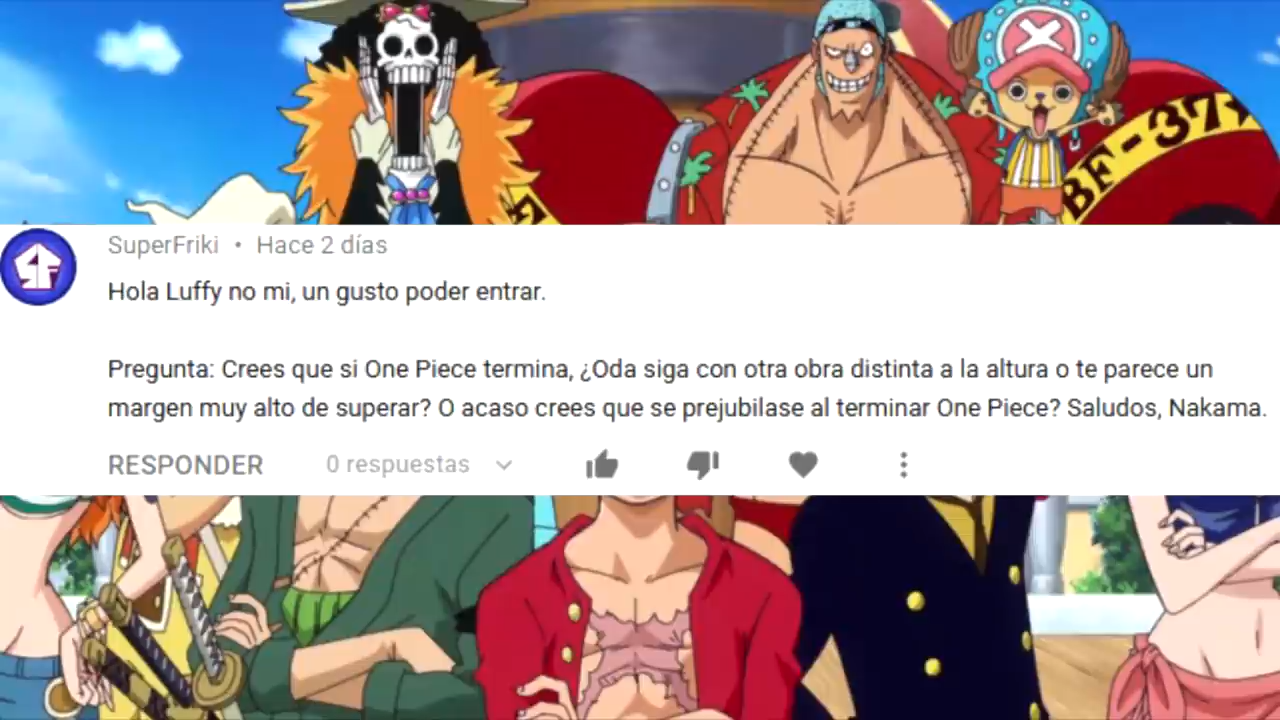 BF-37
SuperFriki • Hace 2 días
Hola Luffy no mi, un gusto poder entrar.
Pregunta: Crees que si One Piece termina, ¿Oda siga con otra obra distinta a la altura o te parece un
margen muy alto de superar? O acaso crees que se prejubilase al terminar One Piece? Saludos, Nakama.
RESPONDER 0 respuestas